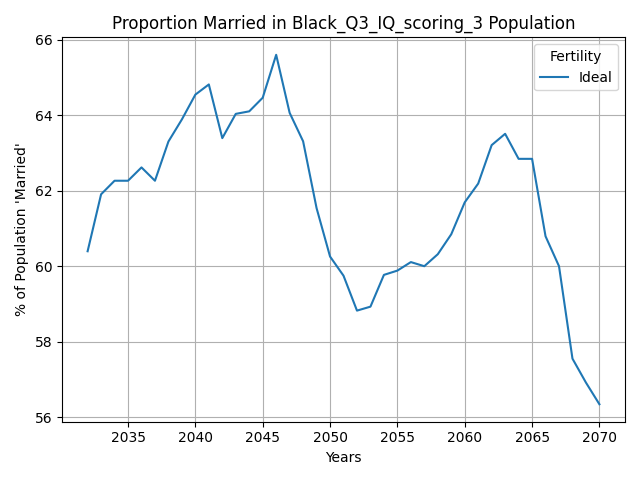 Proportion Married in Black_Q3_IQ_scoring_3 Population
% of Population 'Married'
66
64
62
60
58
56
Fertility
Ideal
2035 2040 2045 2050 2055 2060 2065 2070
Years